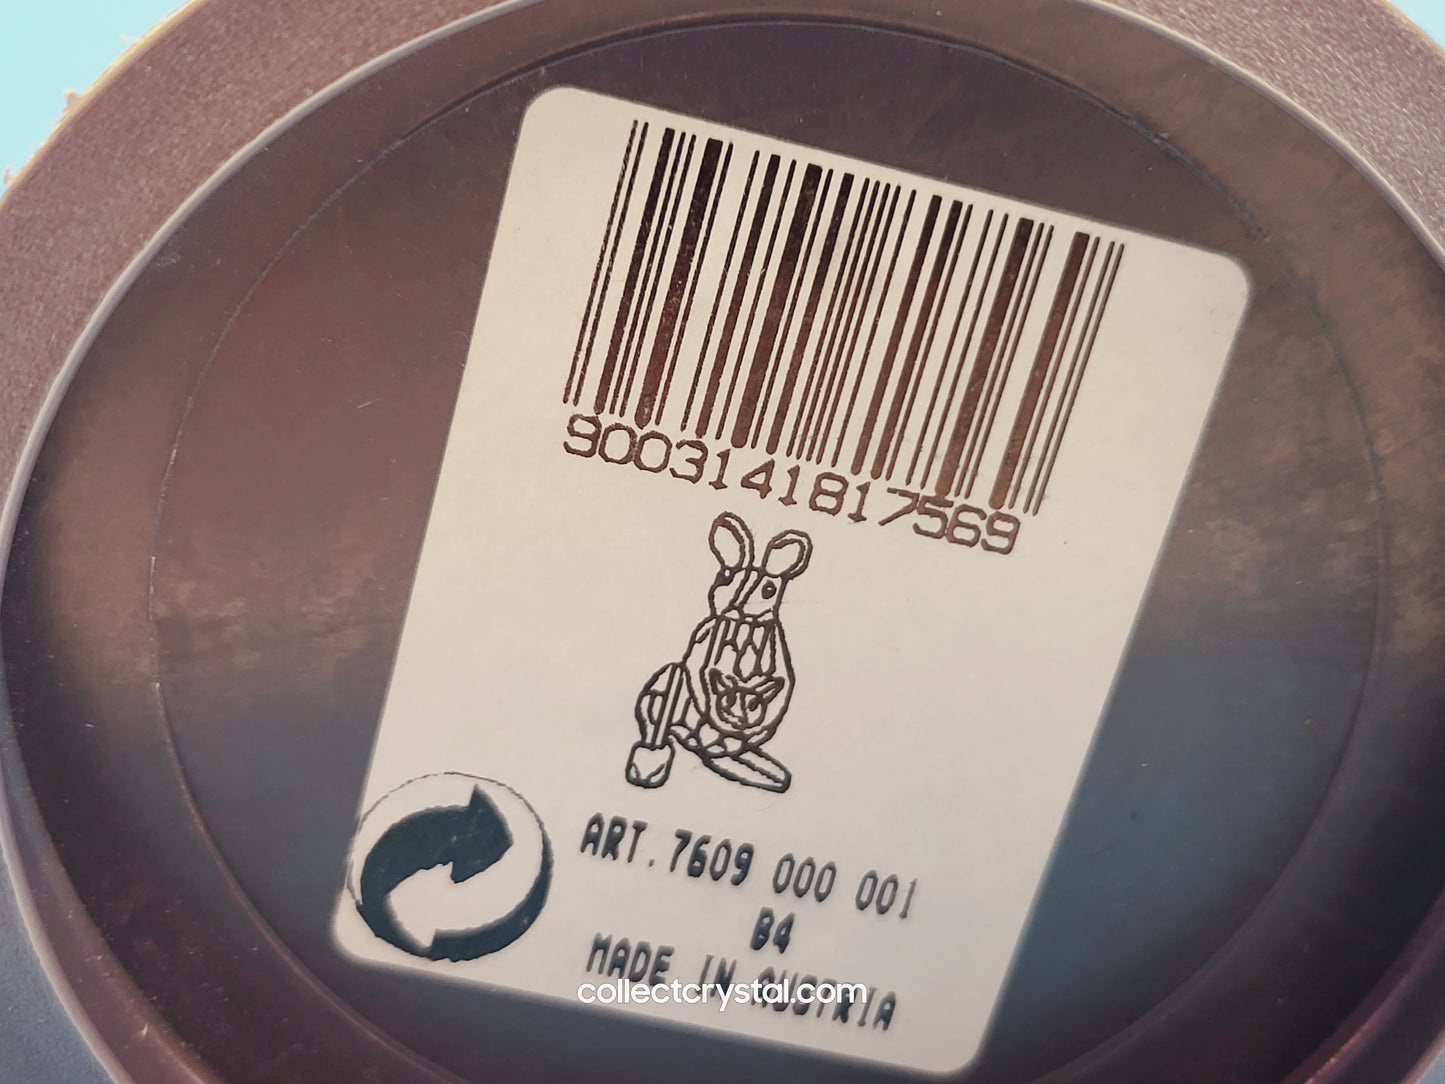 9003141817569
ART. 7609 000 001
B4
MADE IN AUSTRIA
collectcrystal.com